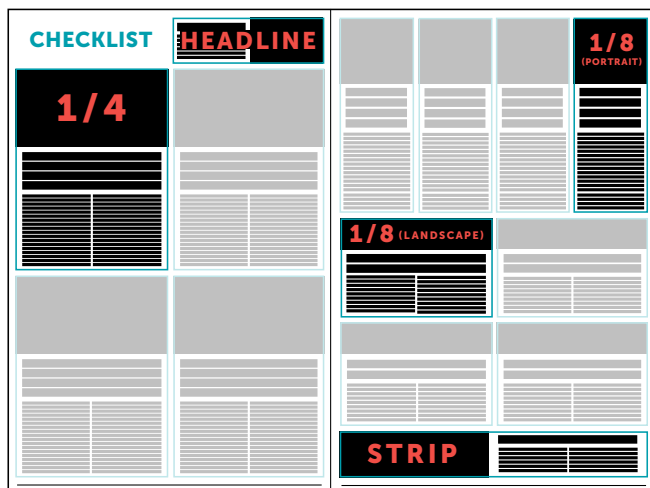 CHECKLIST
HEADLINE
1/4
1/8
(PORTRAIT)
1/8 (LANDSCAPE)
STRIP